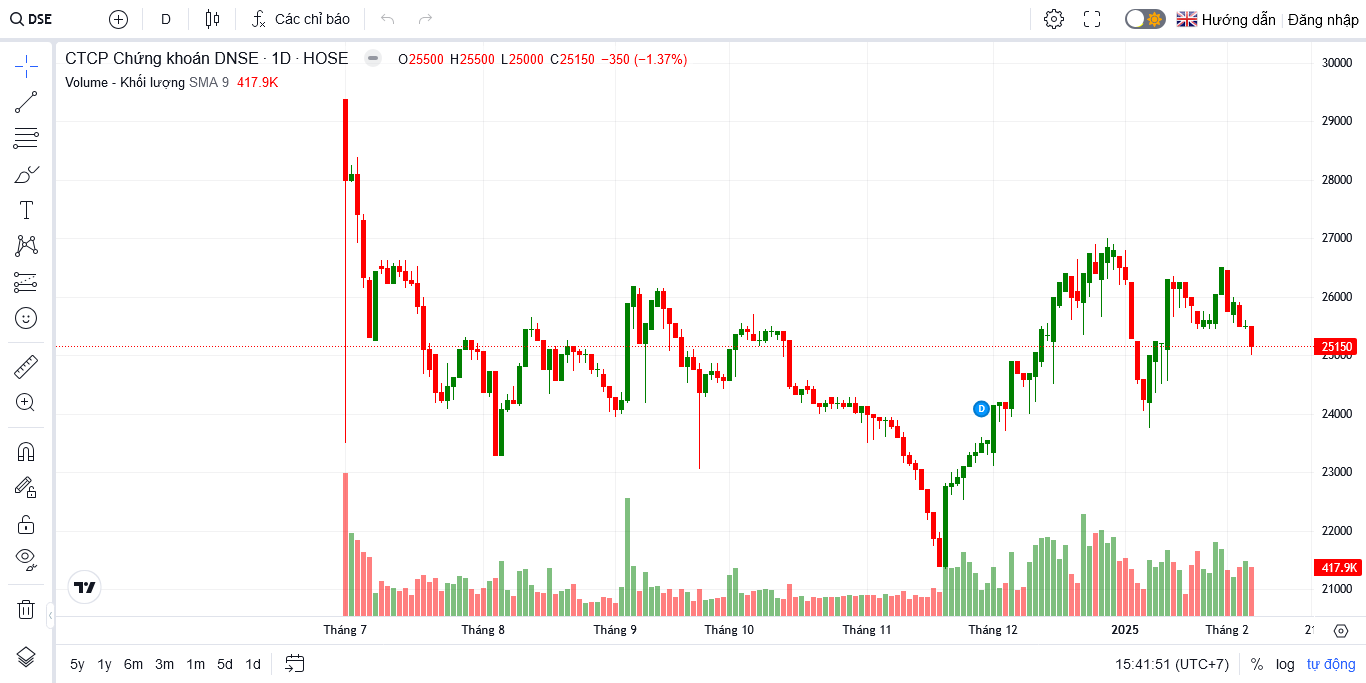 DSE D Các chỉ báo Hướng dẫn Đăng nhập
CTCP Chứng khoán DNSE · 1D · HOSE O25500 H25500 L25000 C25150 −350 (−1.37%)
Volume - Khối lượng SMA 9 417.9K
30000
29000
28000
27000
26000
25150
25000
24000
23000
22000
417.9K
21000
D
T
Tháng 7 Tháng 8 Tháng 9 Tháng 10 Tháng 11 Tháng 12 2025 Tháng 2 21
5y 1y 6m 3m 1m 5d 1d 15:41:51 (UTC+7) % log tự động